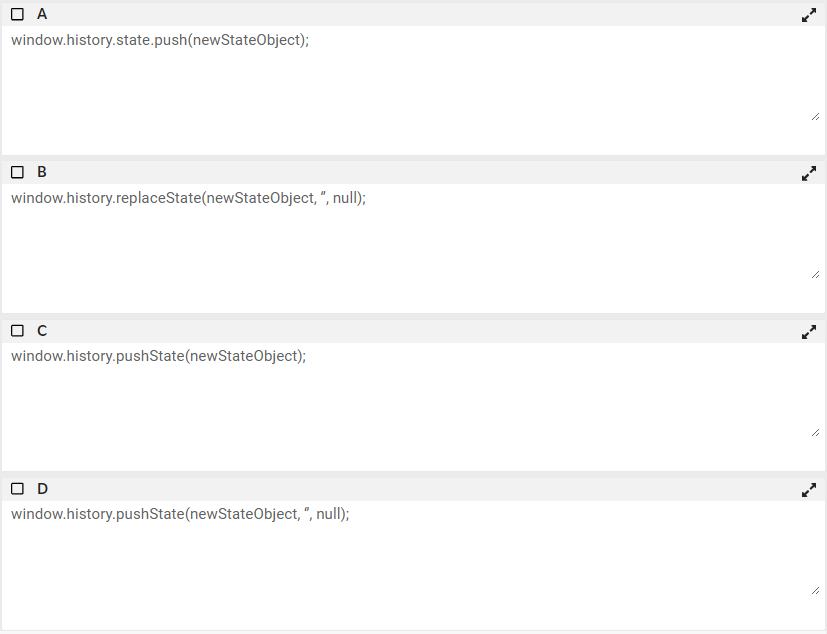 A
window.history.state.push(newStateObject);
B
window.history.replaceState(newStateObject, ”, null);
C
window.history.pushState(newStateObject);
D
window.history.pushState(newStateObject, ”, null);